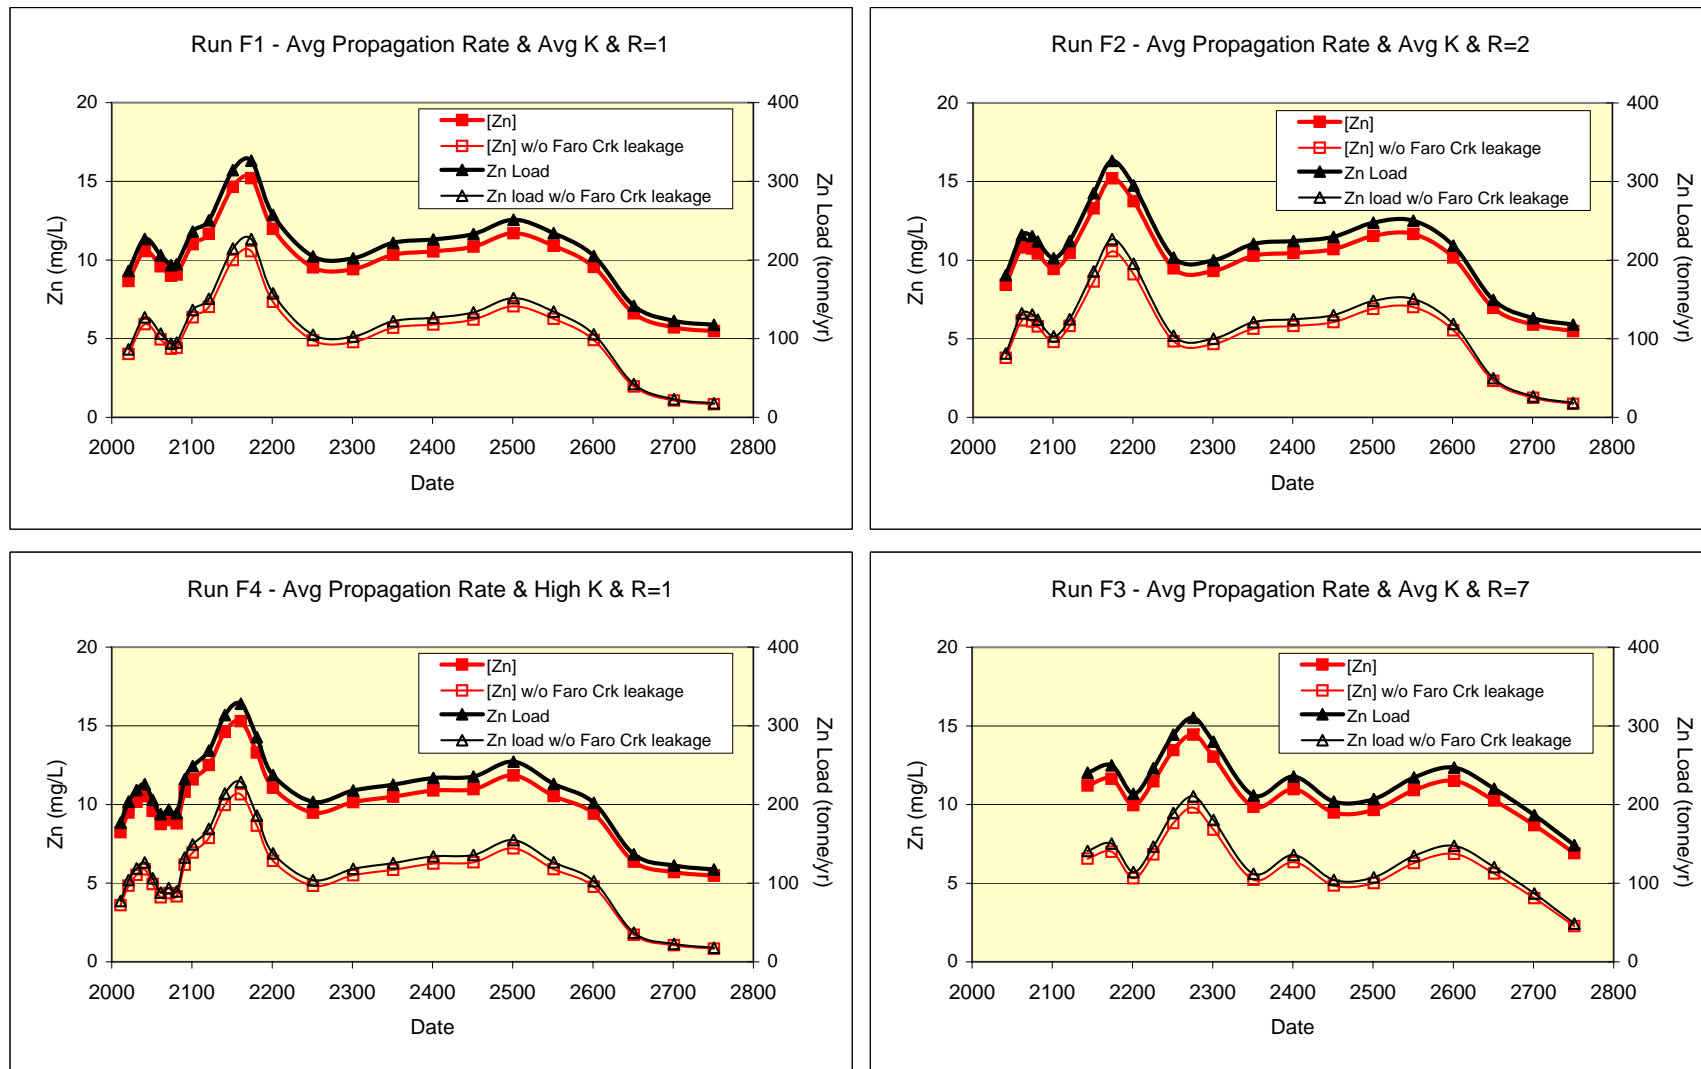 Run F1 - Avg Propagation Rate & Avg K & R=1
20
15
10
5
0
Zn (mg/L)
400
300
200
100
0
Zn Load (tonne/yr)
[Zn]
[Zn] w/o Faro Crk leakage
Zn Load
Zn load w/o Faro Crk leakage
2000 2100 2200 2300 2400 2500 2600 2700 2800
Date
Run F2 - Avg Propagation Rate & Avg K & R=2
20
15
10
5
0
Zn (mg/L)
400
300
200
100
0
Zn Load (tonne/yr)
[Zn]
[Zn] w/o Faro Crk leakage
Zn Load
Zn load w/o Faro Crk leakage
2000 2100 2200 2300 2400 2500 2600 2700 2800
Date
Run F4 - Avg Propagation Rate & High K & R=1
20
15
10
5
0
Zn (mg/L)
400
300
200
100
0
Zn Load (tonne/yr)
[Zn]
[Zn] w/o Faro Crk leakage
Zn Load
Zn load w/o Faro Crk leakage
2000 2100 2200 2300 2400 2500 2600 2700 2800
Date
Run F3 - Avg Propagation Rate & Avg K & R=7
20
15
10
5
0
Zn (mg/L)
400
300
200
100
0
Zn Load (tonne/yr)
[Zn]
[Zn] w/o Faro Crk leakage
Zn Load
Zn load w/o Faro Crk leakage
2000 2100 2200 2300 2400 2500 2600 2700 2800
Date